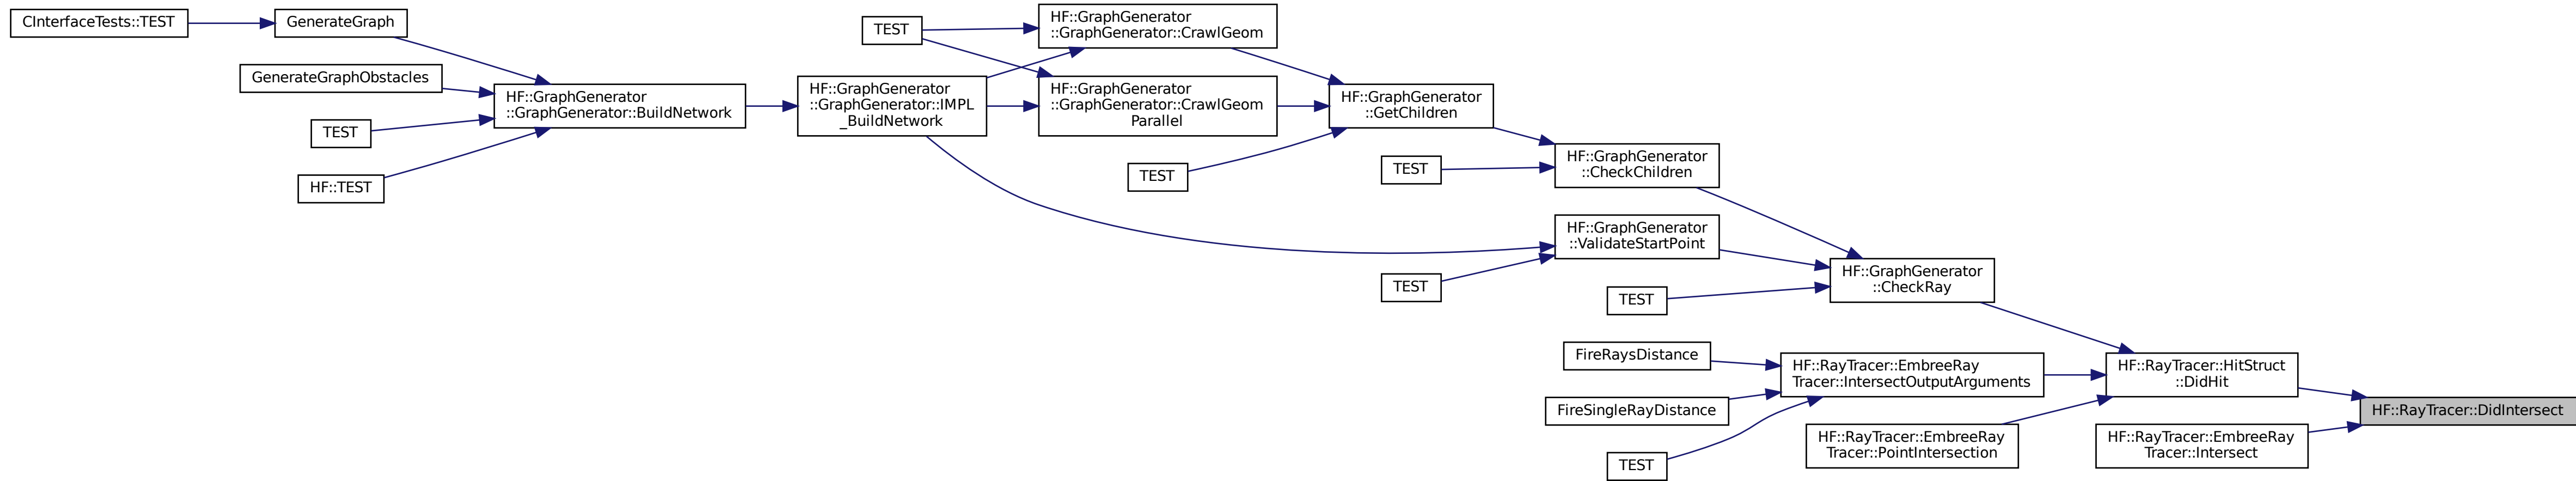 CInterfaceTests::TEST
GenerateGraph
GenerateGraphObstacles
TEST
HF::TEST
HF::GraphGenerator
::GraphGenerator::BuildNetwork
HF::GraphGenerator
::GraphGenerator::IMPL
_BuildNetwork
TEST
HF::GraphGenerator
::GraphGenerator::CrawlGeom
HF::GraphGenerator
::GraphGenerator::CrawlGeom
Parallel
TEST
HF::GraphGenerator
::GetChildren
TEST
HF::GraphGenerator
::CheckChildren
HF::GraphGenerator
::ValidateStartPoint
TEST
TEST
HF::GraphGenerator
::CheckRay
FireRaysDistance
FireSingleRayDistance
TEST
HF::RayTracer::EmbreeRay
Tracer::IntersectOutputArguments
HF::RayTracer::EmbreeRay
Tracer::PointIntersection
HF::RayTracer::HitStruct
::DidHit
HF::RayTracer::EmbreeRay
Tracer::Intersect
HF::RayTracer::DidIntersect